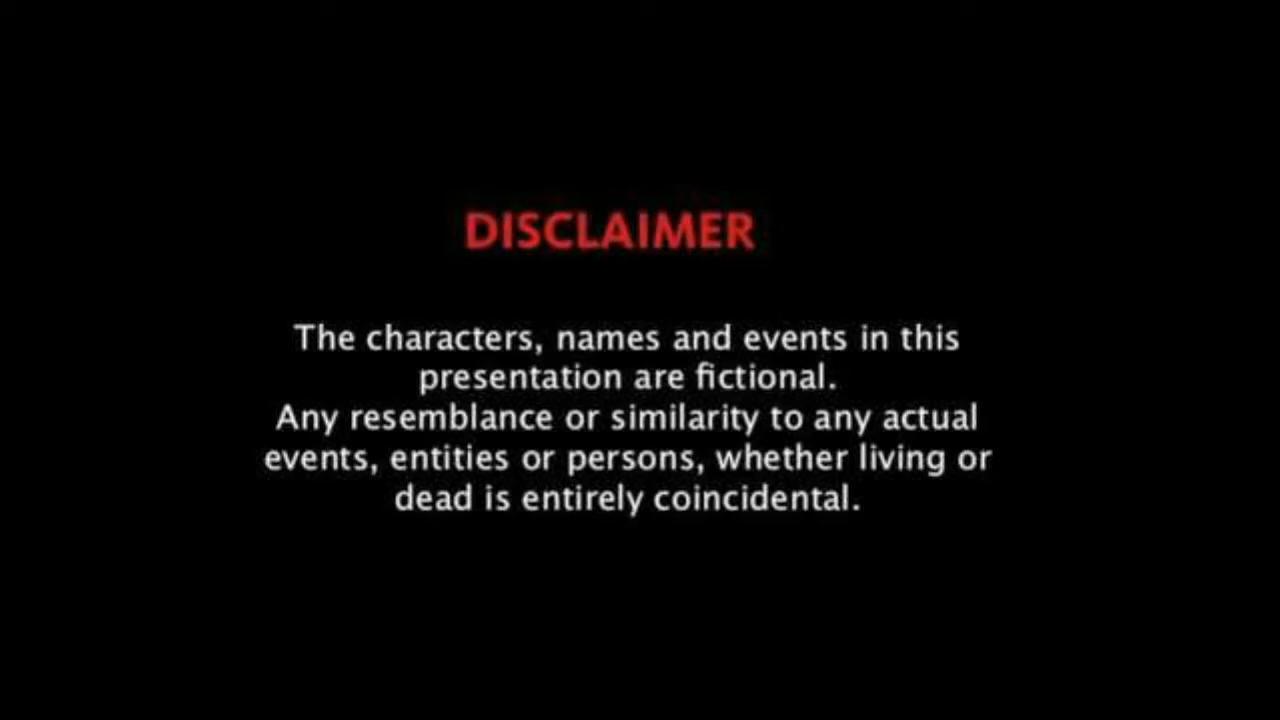 DISCLAIMER
The characters, names and events in this
presentation are fictional.
Any resemblance or similarity to any actual
events, entities or persons, whether living or
dead is entirely coincidental.